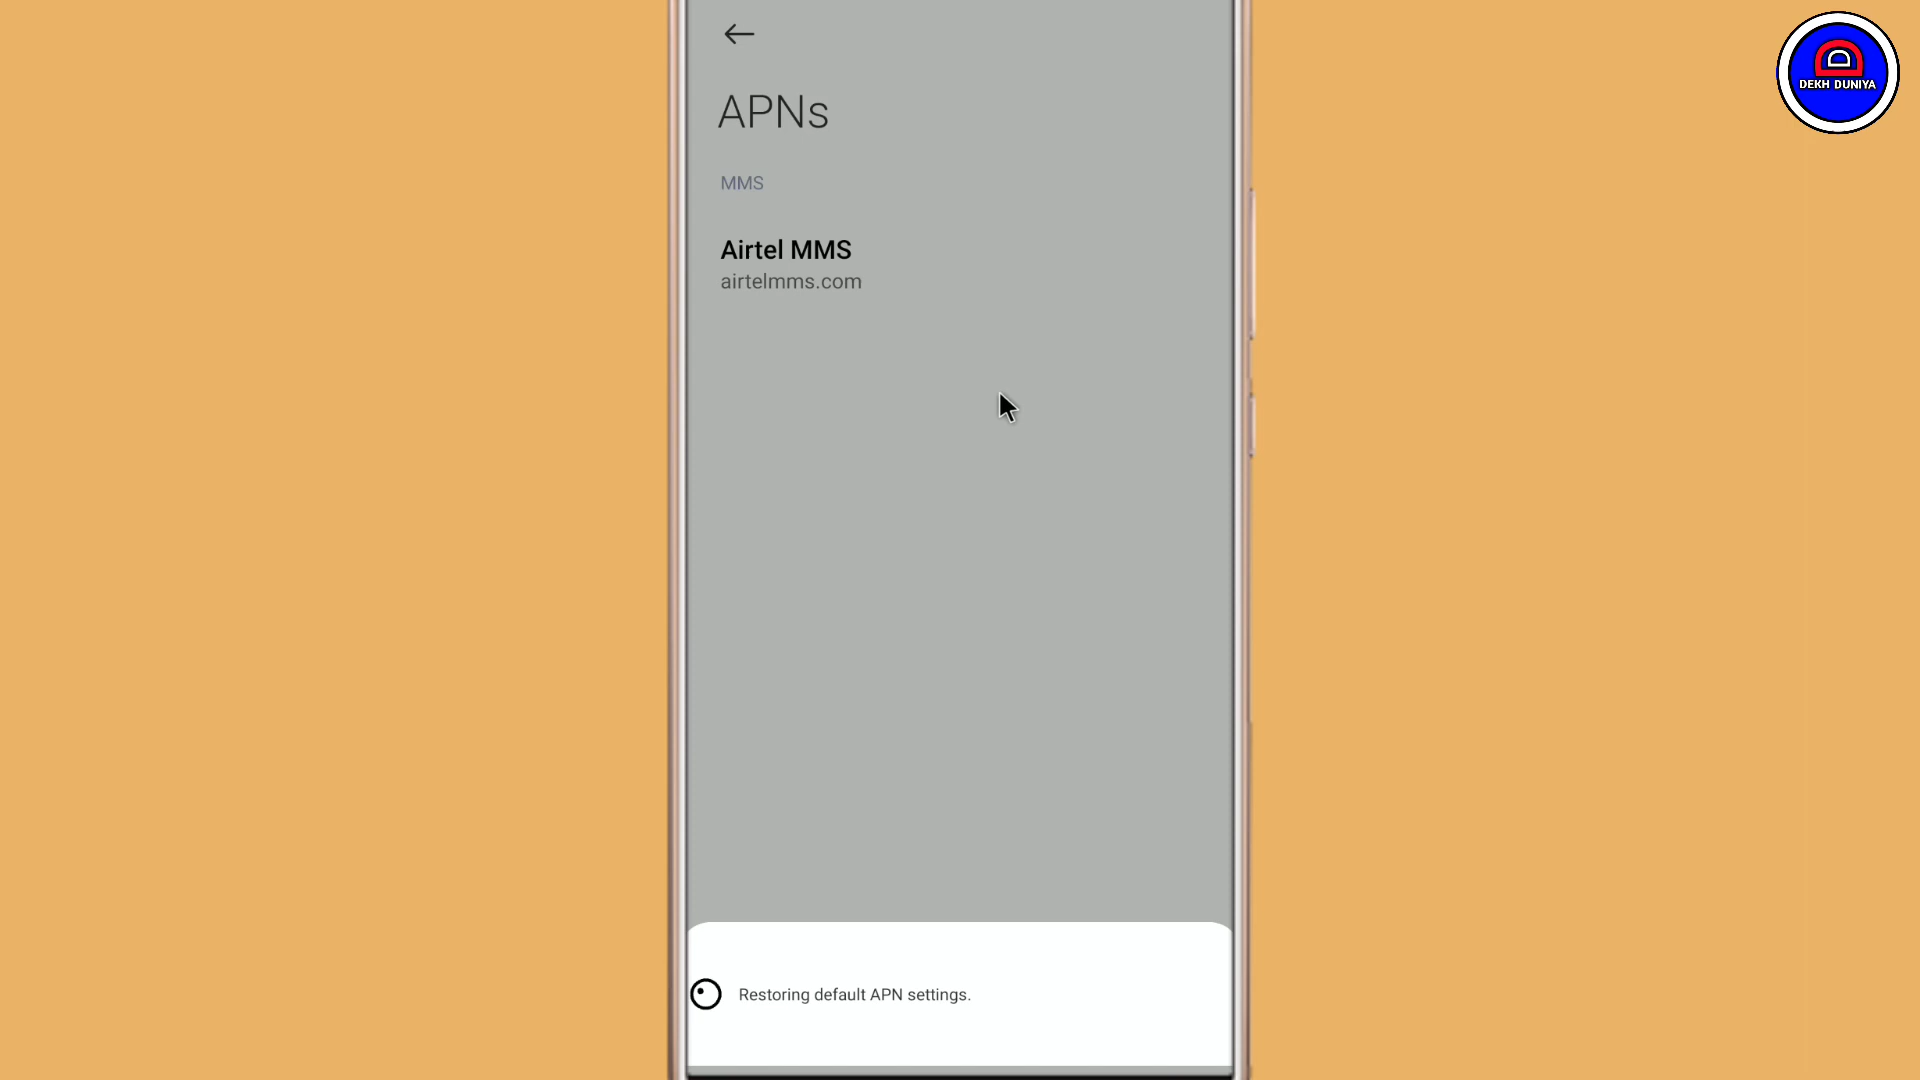 APNs
MMS
Airtel MMS
airtelmms.com
Restoring default APN settings.
D
DEKH DUNIYA